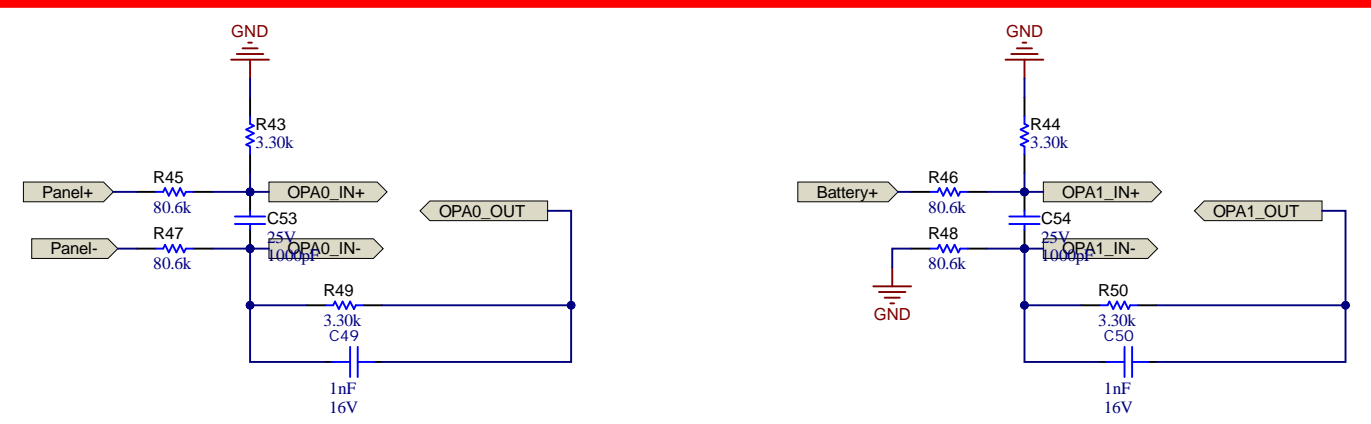 GND
R43
3.30k
R45
Panel+
OPA0_IN+
80.6k
C53
OPA0_OUT
R47
25V
Panel-
OPA0_IN-
1000pF
80.6k
R49
3.30k
C49
1nF
16V
GND
R44
3.30k
R46
Battery+
OPA1_IN+
80.6k
C54
OPA1_OUT
R48
25V
OPA1_IN-
1000pF
80.6k
GND
R50
3.30k
C50
1nF
16V